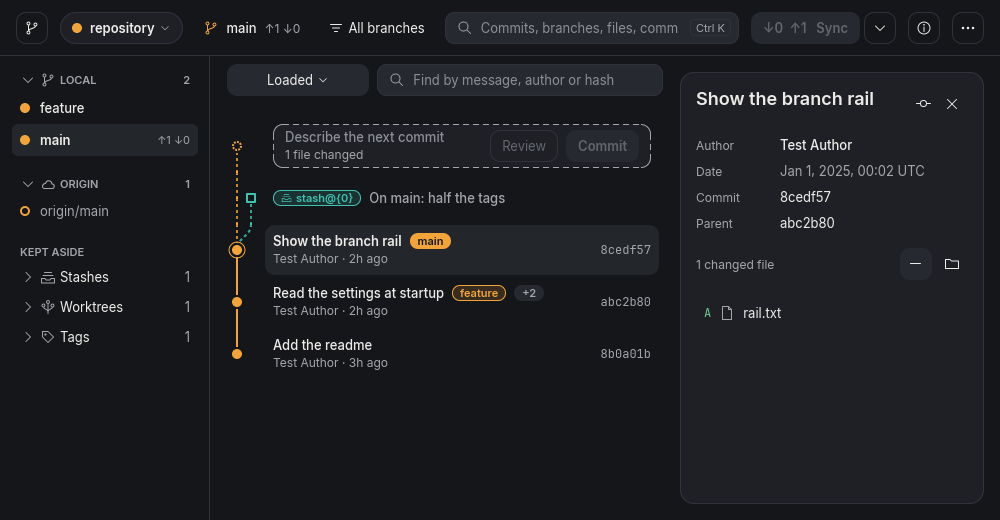 repository
main ↑1 ↓0
All branches
Commits, branches, files, comm
Ctrl K
↓0 ↑1 Sync
LOCAL 2
feature
main ↑1 ↓0
ORIGIN 1
origin/main
KEPT ASIDE
Stashes 1
Worktrees 1
Tags 1
Loaded
Find by message, author or hash
Describe the next commit
1 file changed
Review
Commit
stash@{0} On main: half the tags
Show the branch rail main
Test Author · 2h ago
8cedf57
Read the settings at startup feature +2
Test Author · 2h ago
abc2b80
Add the readme
Test Author · 3h ago
8b0a01b
Show the branch rail
Author Test Author
Date Jan 1, 2025, 00:02 UTC
Commit 8cedf57
Parent abc2b80
1 changed file
A rail.txt